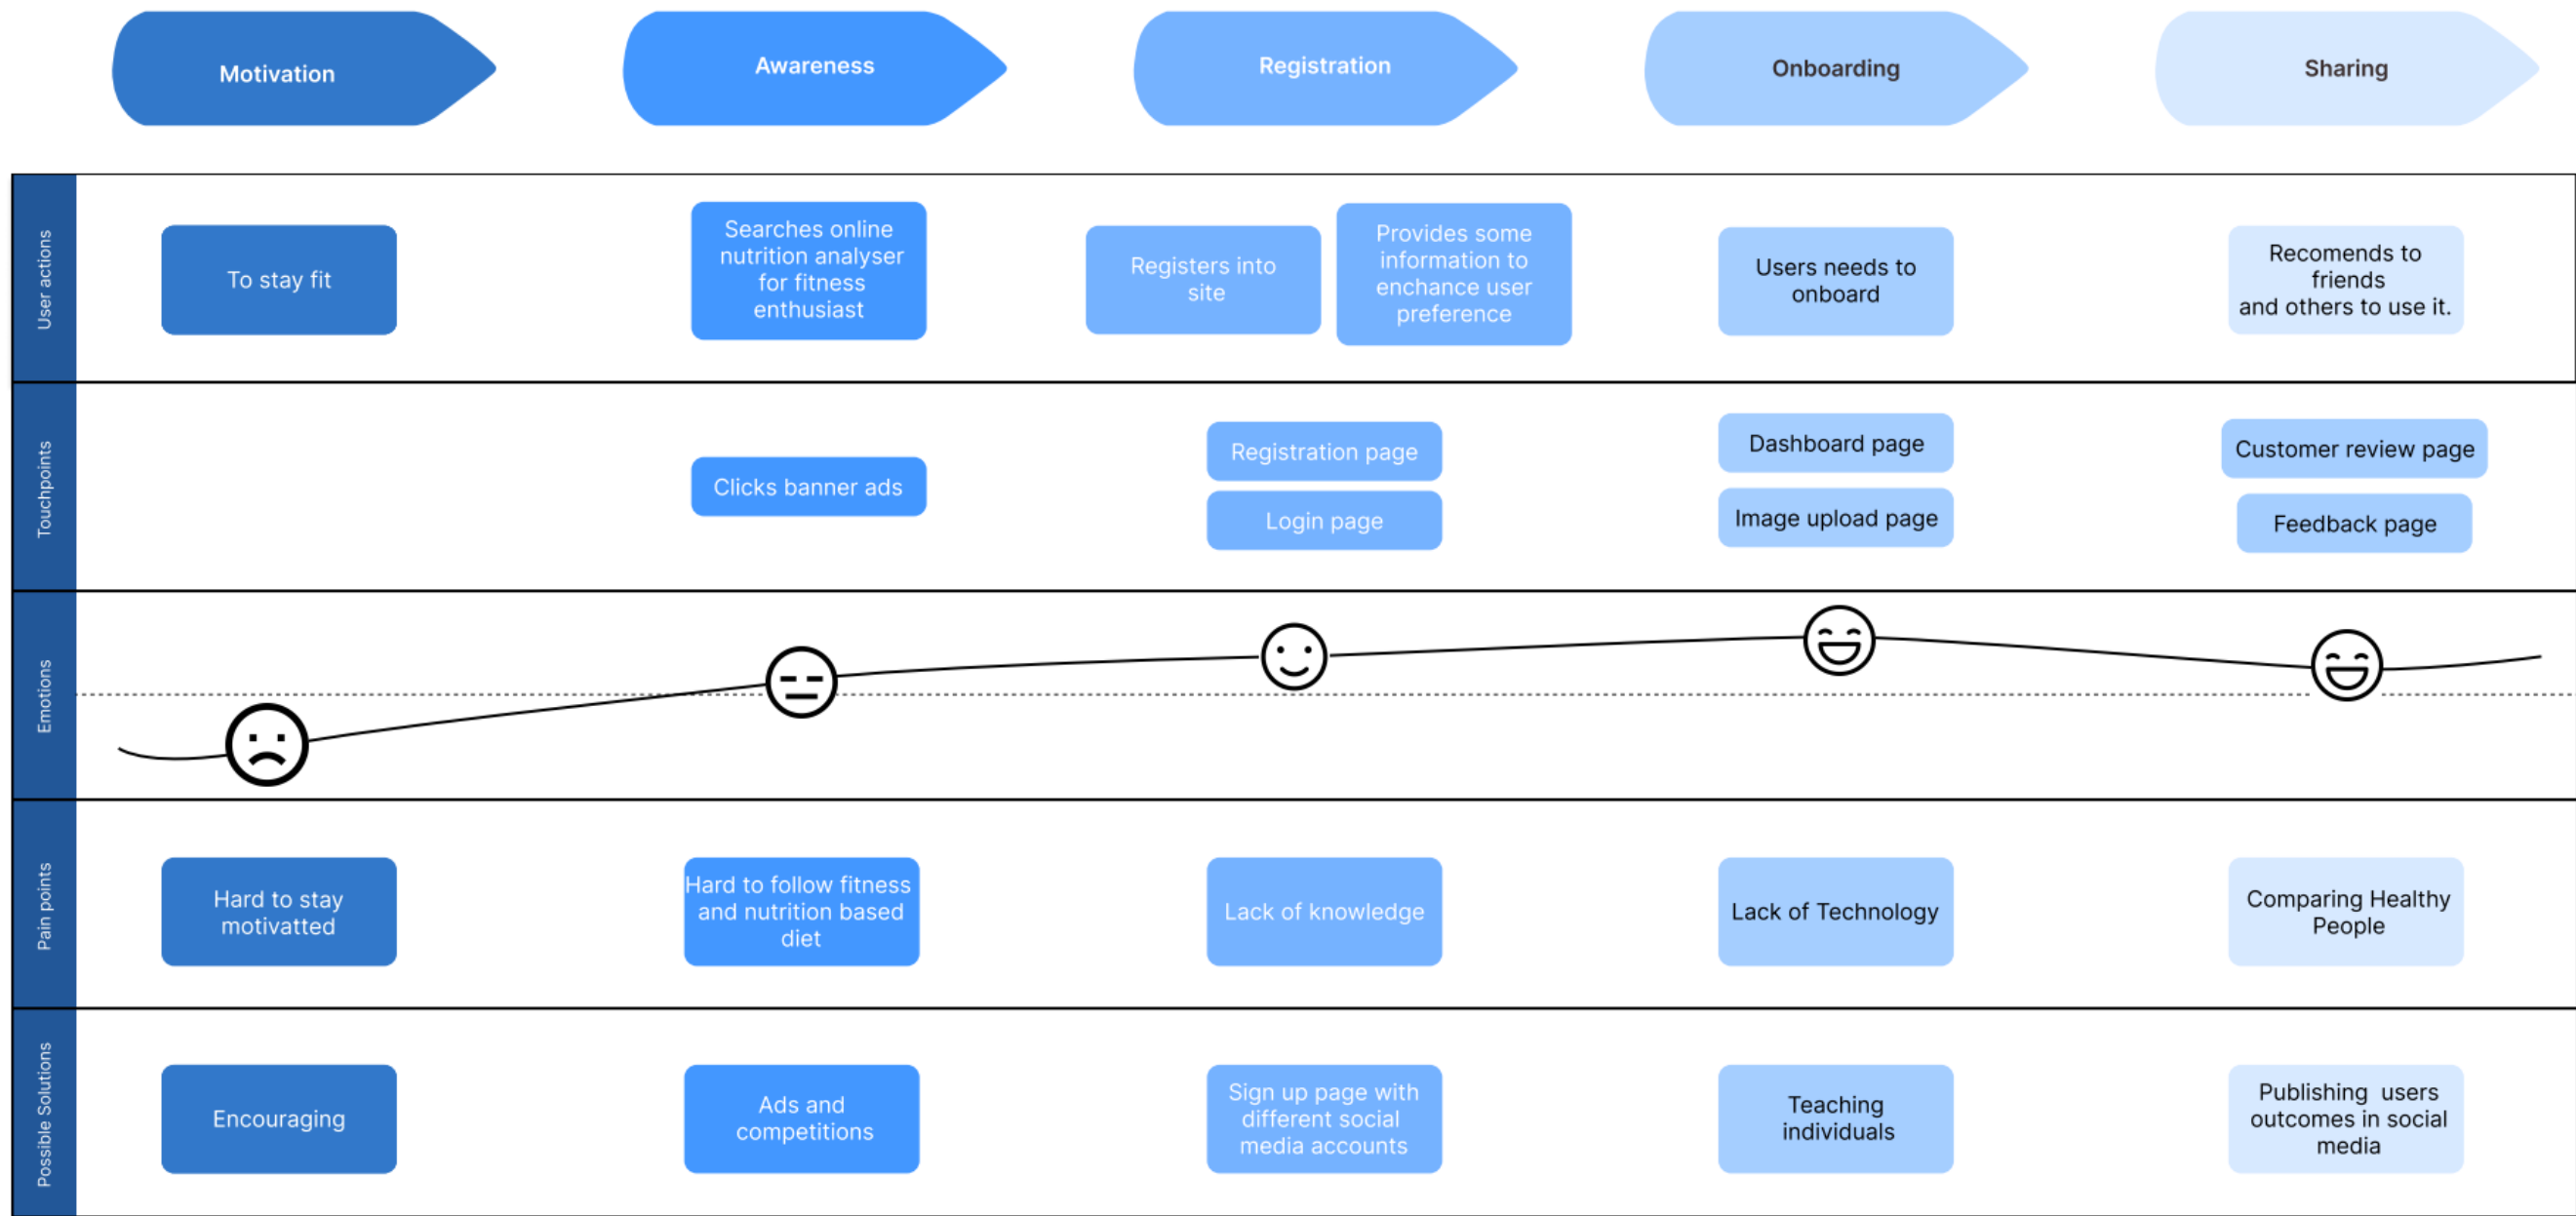 Motivation
Awareness
Registration
Onboarding
Sharing
User actions
To stay fit
Searches online
nutrition analyser
for fitness
enthusiast
Registers into
site
Provides some
information to
enchance user
preference
Users needs to
onboard
Recomends to
friends
and others to use it.
Touchpoints
Clicks banner ads
Registration page
Login page
Dashboard page
Image upload page
Customer review page
Feedback page
Emotions
Pain points
Hard to stay
motivatted
Hard to follow fitness
and nutrition based
diet
Lack of knowledge
Lack of Technology
Comparing Healthy
People
Possible Solutions
Encouraging
Ads and
competitions
Sign up page with
different social
media accounts
Teaching
individuals
Publishing users
outcomes in social
media